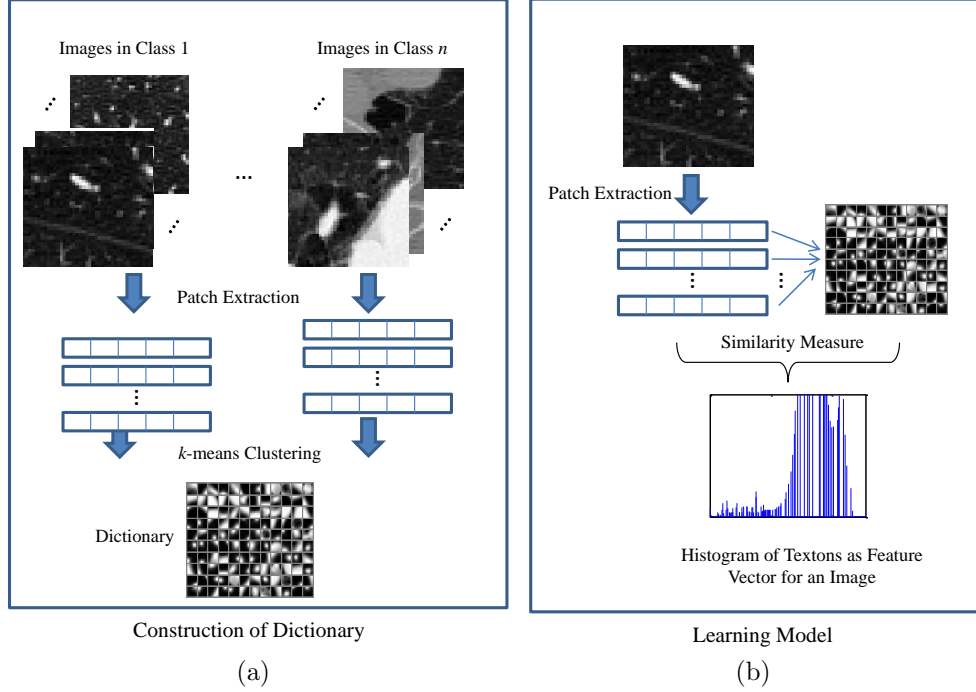 Images in Class 1
Images in Class n
...
Patch Extraction
k-means Clustering
Dictionary
Construction of Dictionary
(a)
Patch Extraction
Similarity Measure
Histogram of Textons as Feature
Vector for an Image
Learning Model
(b)